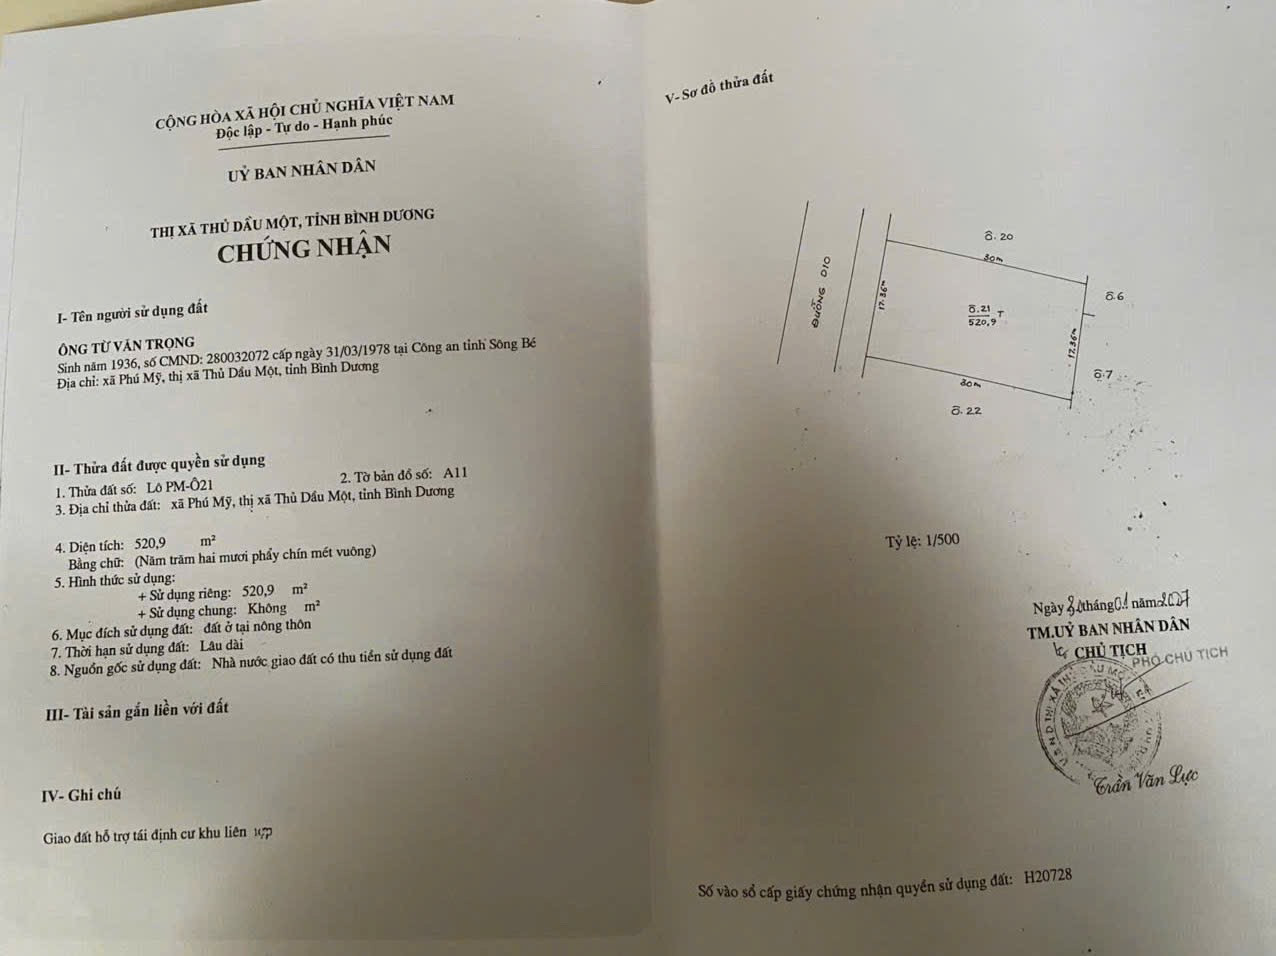 CỘNG HÒA XÃ HỘI CHỦ NGHĨA VIỆT NAM
Độc lập - Tự do - Hạnh phúc
UỶ BAN NHÂN DÂN
THỊ XÃ THỦ DẦU MỘT, TỈNH BÌNH DƯƠNG
CHỨNG NHẬN
I- Tên người sử dụng đất
ÔNG TỪ VĂN TRỌNG
Sinh năm 1936, số CMND: 280032072 cấp ngày 31/03/1978 tại Công an tỉnh Sông Bé
Địa chỉ: xã Phú Mỹ, thị xã Thủ Dầu Một, tỉnh Bình Dương
II- Thửa đất được quyền sử dụng
1. Thửa đất số: Lô PM-Ô21 2. Tờ bản đồ số: A11
3. Địa chỉ thửa đất: xã Phú Mỹ, thị xã Thủ Dầu Một, tỉnh Bình Dương
4. Diện tích: 520,9 m²
Bằng chữ: (Năm trăm hai mươi phẩy chín mét vuông)
5. Hình thức sử dụng:
+ Sử dụng riêng: 520,9 m²
+ Sử dụng chung: Không m²
6. Mục đích sử dụng đất: đất ở tại nông thôn
7. Thời hạn sử dụng đất: Lâu dài
8. Nguồn gốc sử dụng đất: Nhà nước giao đất có thu tiền sử dụng đất
III- Tài sản gắn liền với đất
IV- Ghi chú
Giao đất hỗ trợ tái định cư khu liên hợp
V- Sơ đồ thửa đất
ĐƯỜNG D10
Ô.20
30m
Ô.6
17.36m
Ô.21 T
520,9
17.36m
Ô.7
30m
Ô.22
Tỷ lệ: 1/500
Ngày tháng 01 năm 2007
TM.UỶ BAN NHÂN DÂN
CHỦ TỊCH
PHÓ CHỦ TỊCH
Trần Văn Lực
Số vào sổ cấp giấy chứng nhận quyền sử dụng đất: H20728